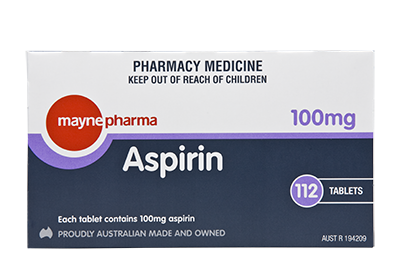 PHARMACY MEDICINE
KEEP OUT OF REACH OF CHILDREN
maynepharma
100mg
Aspirin
112 TABLETS
Each tablet contains 100mg aspirin
PROUDLY AUSTRALIAN MADE AND OWNED
AUST R 194209